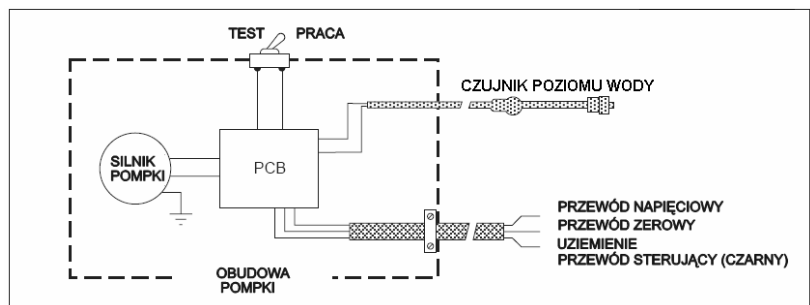 TEST PRACA
CZUJNIK POZIOMU WODY
SILNIK
POMPKI
PCB
PRZEWÓD NAPIĘCIOWY
PRZEWÓD ZEROWY
UZIEMIENIE
PRZEWÓD STERUJĄCY (CZARNY)
OBUDOWA
POMPKI